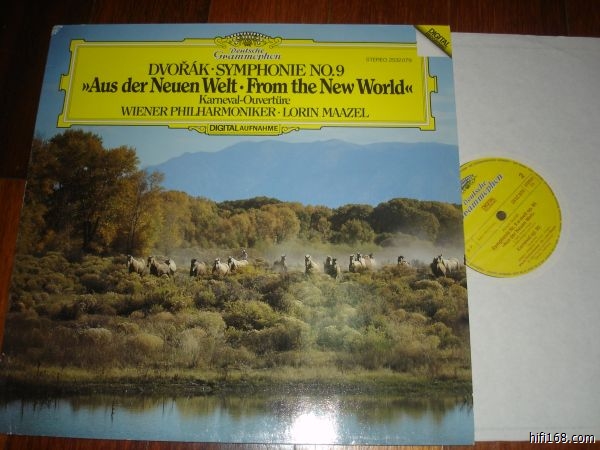 Deutsche
Grammophon
DIGITAL
STEREO 2532 079
DVOŘÁK · SYMPHONIE NO. 9
»Aus der Neuen Welt · From the New World«
Karneval-Ouvertüre
WIENER PHILHARMONIKER · LORIN MAAZEL
DIGITAL AUFNAHME
Deutsche
Grammophon
2
hifi168.com